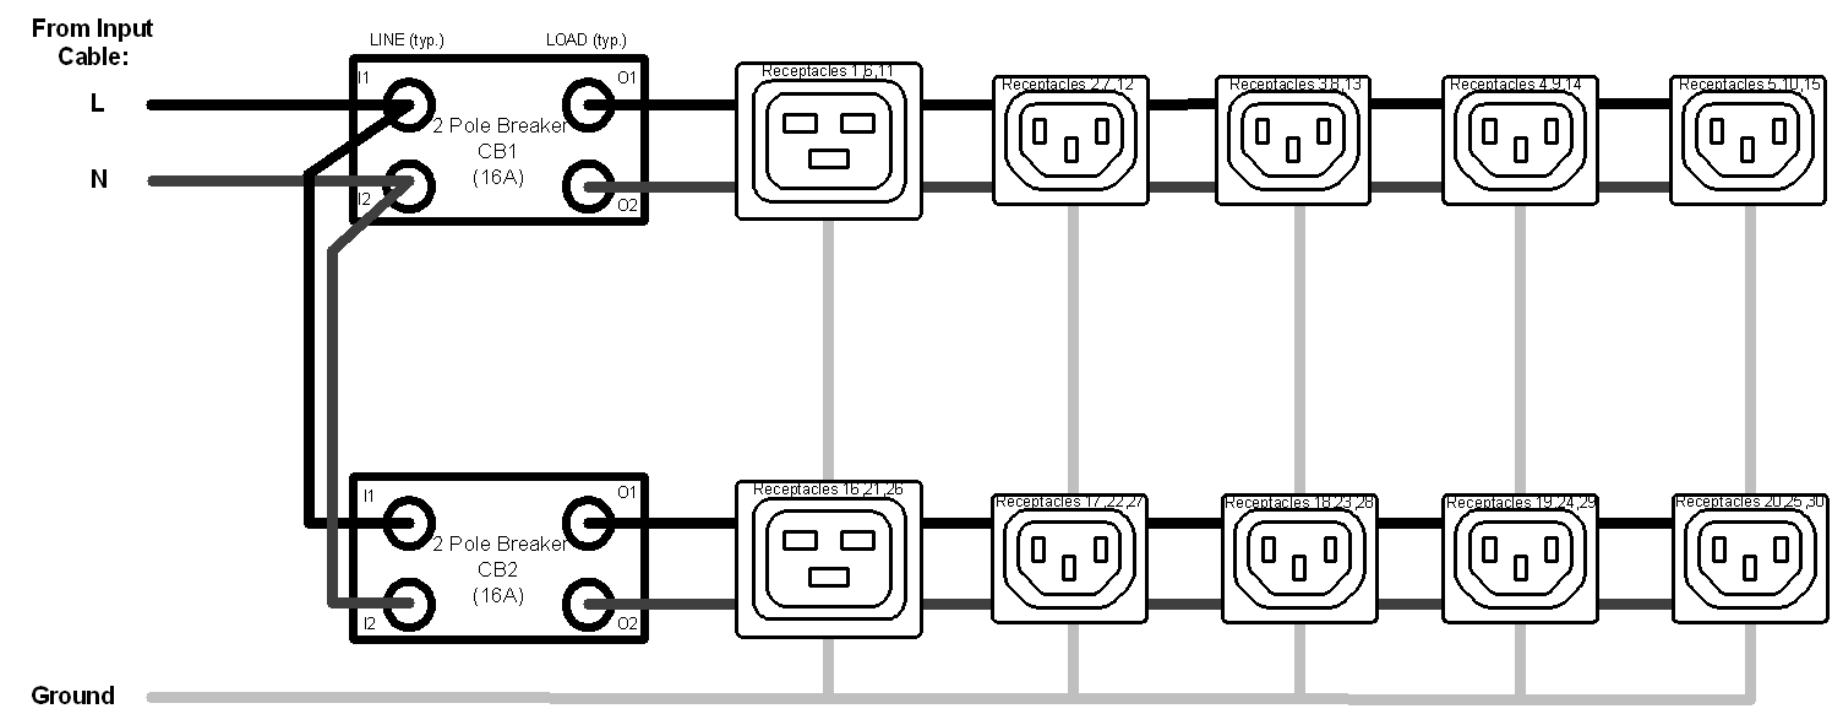 From Input
Cable:
LINE (typ.)
LOAD (typ.)
L
N
I1
O1
2 Pole Breaker
CB1
(16A)
I2
O2
Receptacles 1,6,11
Receptacles 2,7,12
Receptacles 3,8,13
Receptacles 4,9,14
Receptacles 5,10,15
I1
O1
2 Pole Breaker
CB2
(16A)
I2
O2
Receptacles 16,21,26
Receptacles 17,22,27
Receptacles 18,23,28
Receptacles 19,24,29
Receptacles 20,25,30
Ground